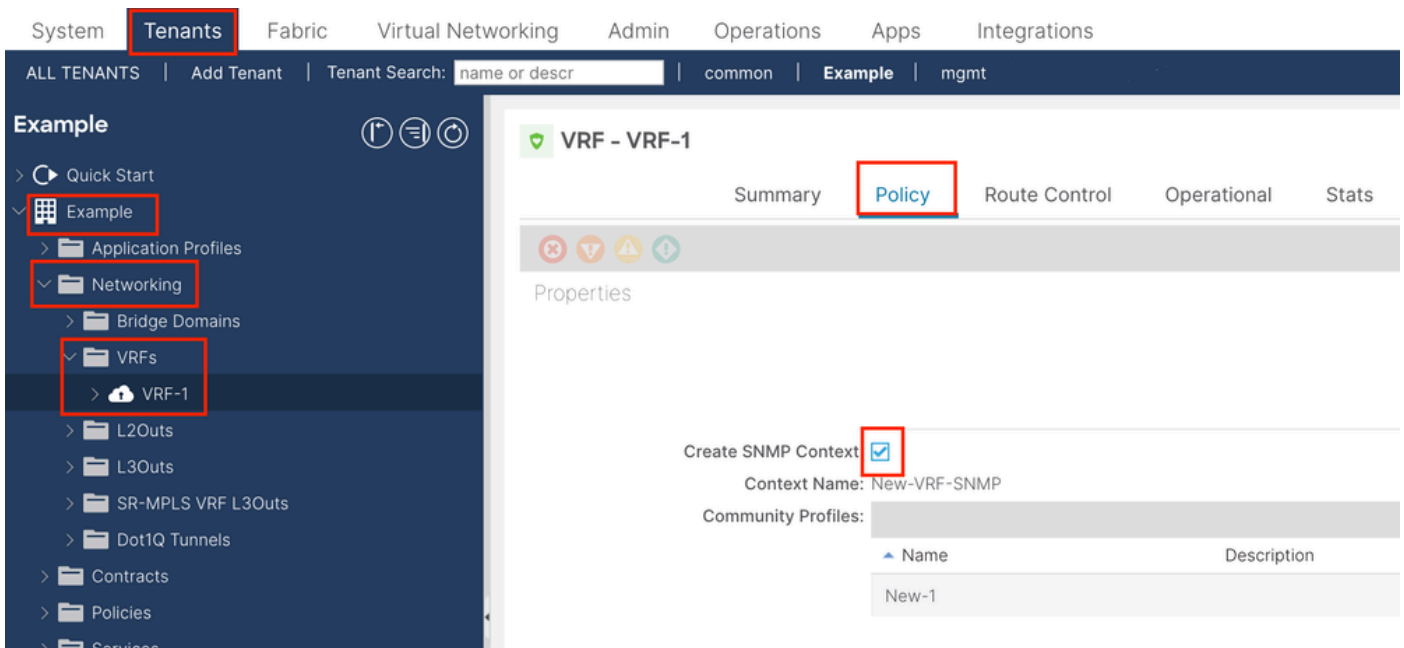 System Tenants Fabric Virtual Networking Admin Operations Apps Integrations
ALL TENANTS | Add Tenant | Tenant Search: name or descr | common | Example | mgmt
Example
Quick Start
Example
Application Profiles
Networking
Bridge Domains
VRFs
VRF-1
L2Outs
L3Outs
SR-MPLS VRF L3Outs
Dot1Q Tunnels
Contracts
Policies
Services
VRF - VRF-1
Summary Policy Route Control Operational Stats
Properties
Create SNMP Context
Context Name: New-VRF-SNMP
Community Profiles:
Name Description
New-1